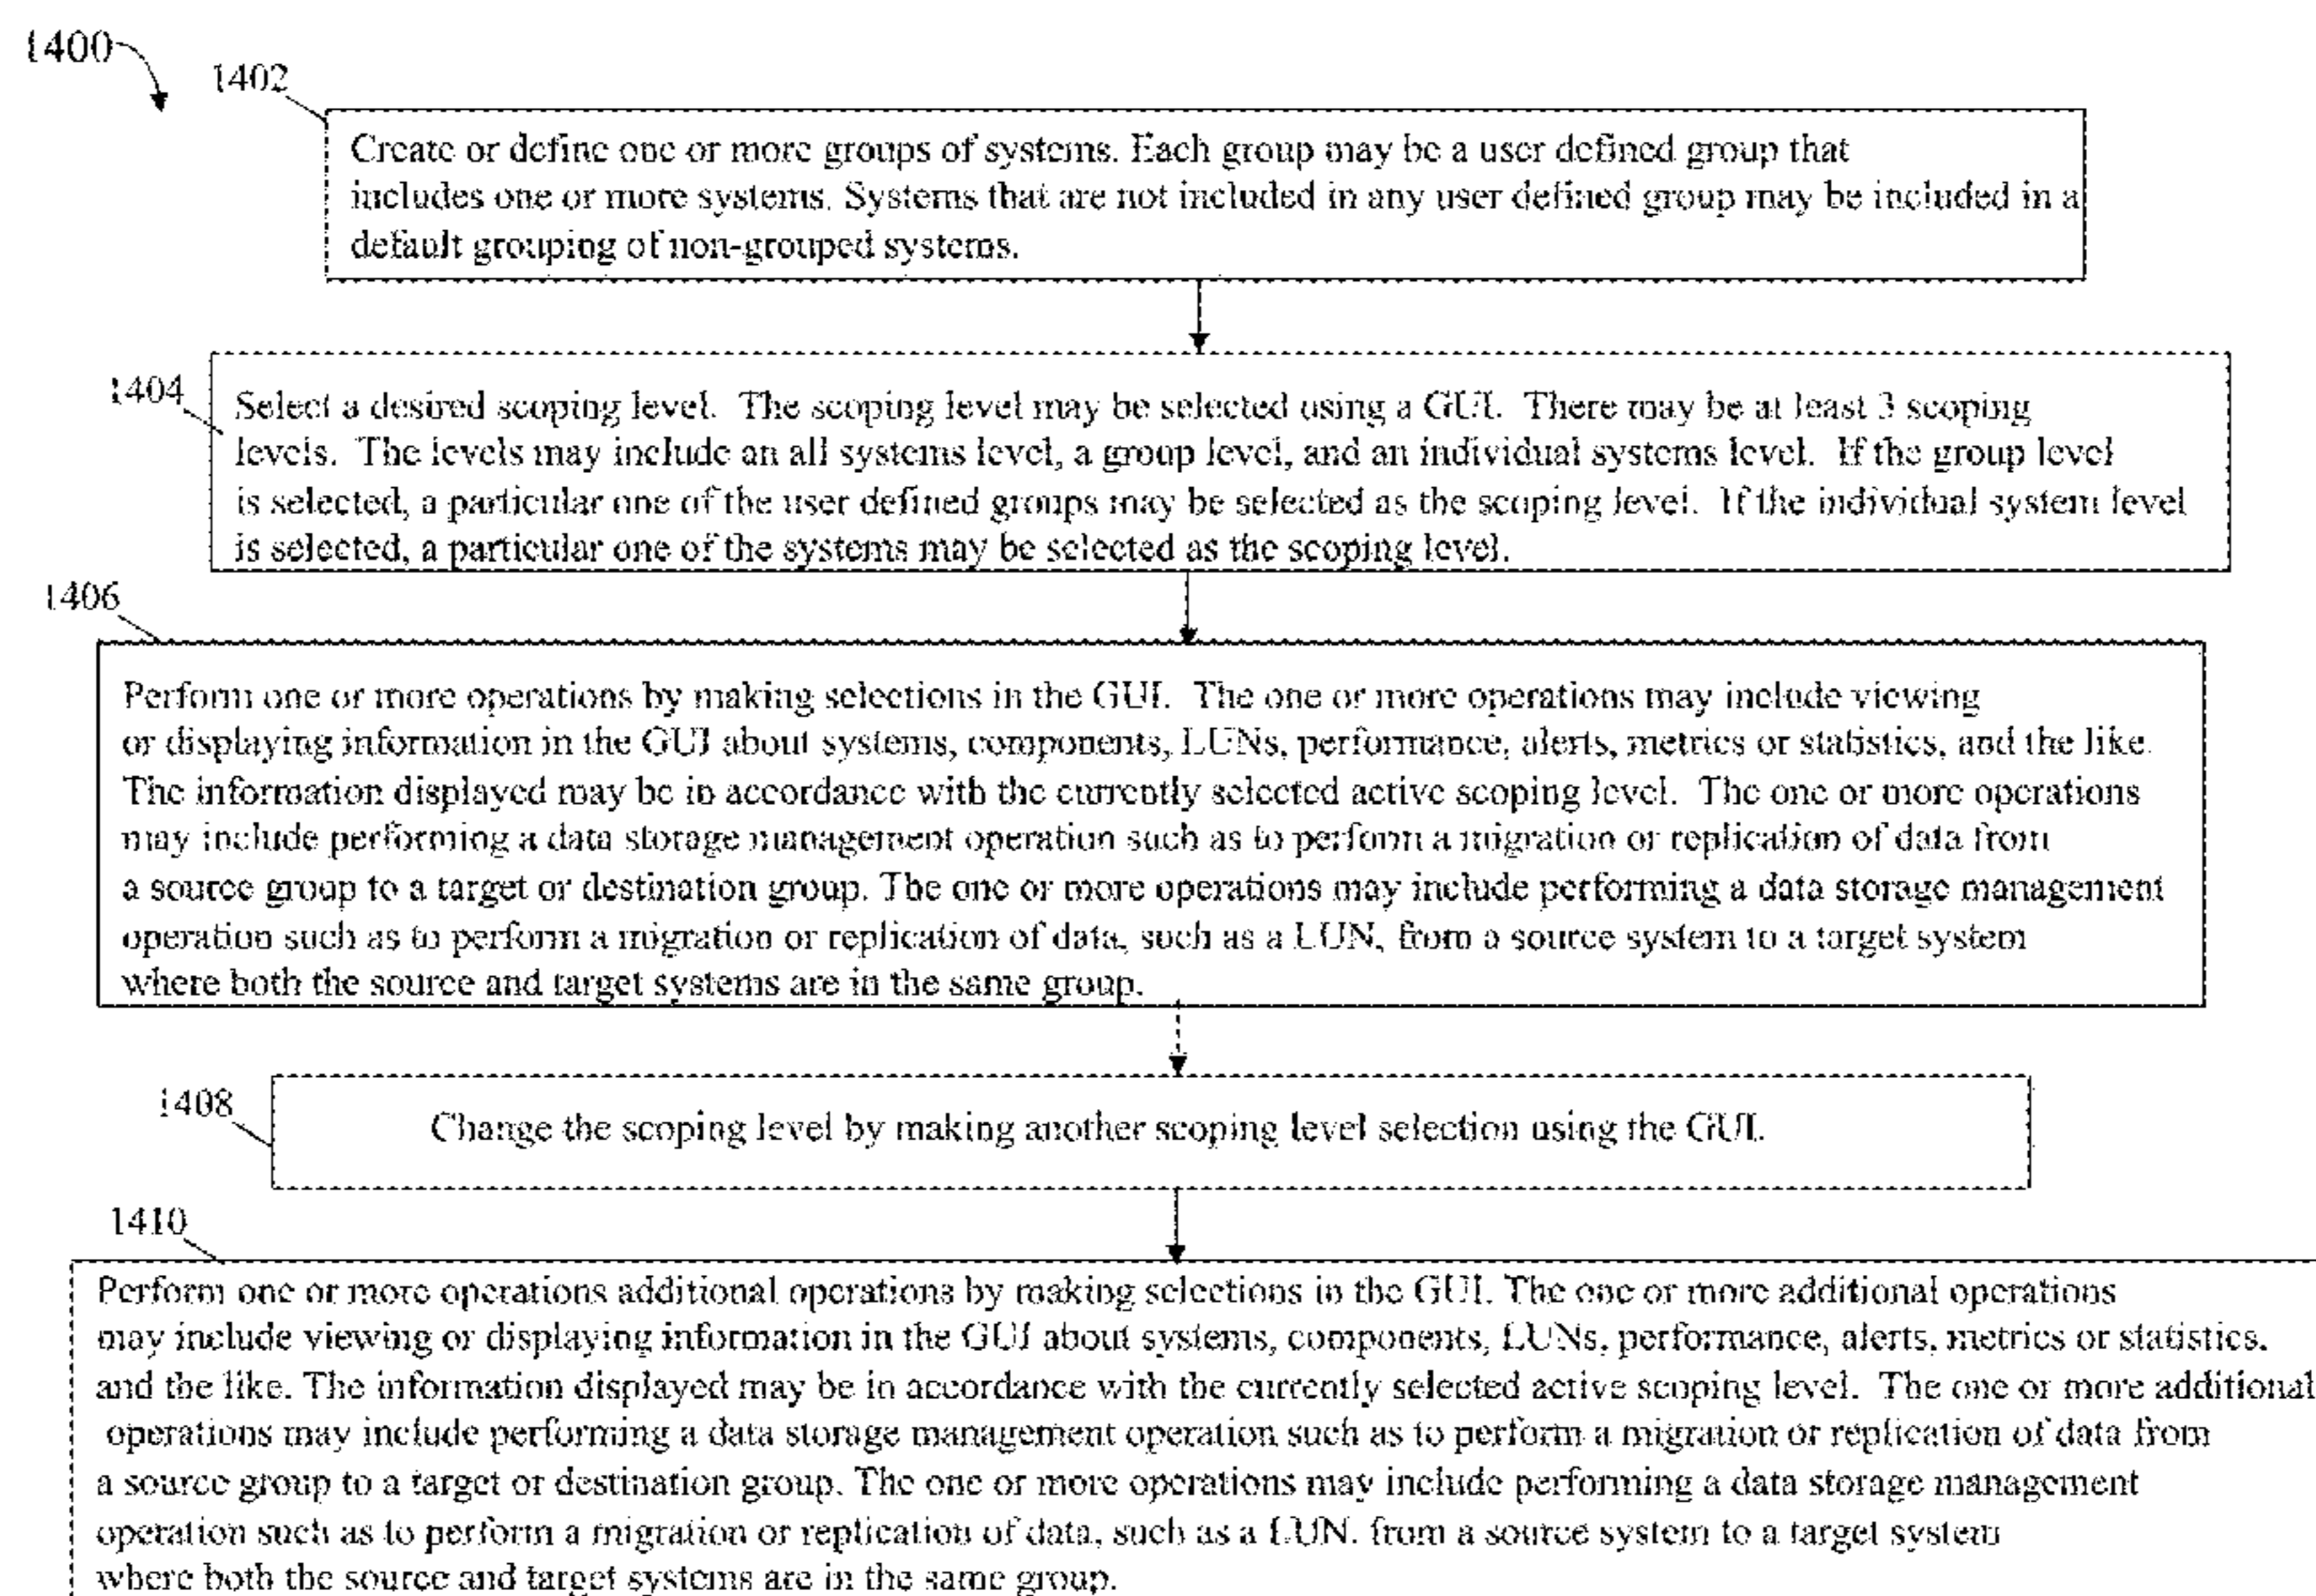 1400
1402
Create or define one or more groups of systems. Each group may be a user defined group that
includes one or more systems. Systems that are not included in any user defined group may be included in a
default grouping of non-grouped systems.
1404
Select a desired scoping level. The scoping level may be selected using a GUI. There may be at least 3 scoping
levels. The levels may include an all systems level, a group level, and an individual systems level. If the group level
is selected, a particular one of the user defined groups may be selected as the scoping level. If the individual system level
is selected, a particular one of the systems may be selected as the scoping level.
1406
Perform one or more operations by making selections in the GUI. The one or more operations may include viewing
or displaying information in the GUI about systems, components, LUNs, performance, alerts, metrics or statistics, and the like.
The information displayed may be in accordance with the currently selected active scoping level. The one or more operations
may include performing a data storage management operation such as to perform a migration or replication of data from
a source group to a target or destination group. The one or more operations may include performing a data storage management
operation such as to perform a migration or replication of data, such as a LUN, from a source system to a target system
where both the source and target systems are in the same group.
1408
Change the scoping level by making another scoping level selection using the GUI.
1410
Perform one or more operations additional operations by making selections in the GUI. The one or more additional operations
may include viewing or displaying information in the GUI about systems, components, LUNs, performance, alerts, metrics or statistics,
and the like. The information displayed may be in accordance with the currently selected active scoping level. The one or more additional
operations may include performing a data storage management operation such as to perform a migration or replication of data from
a source group to a target or destination group. The one or more operations may include performing a data storage management
operation such as to perform a migration or replication of data, such as a LUN, from a source system to a target system
where both the source and target systems are in the same group.